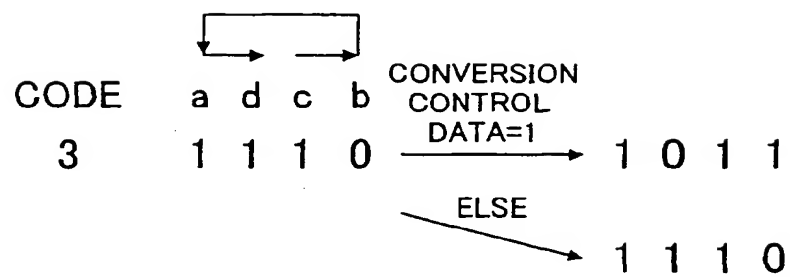 CODE a d c b
3 1 1 1 0
CONVERSION
CONTROL
DATA=1
1 0 1 1
ELSE
1 1 1 0